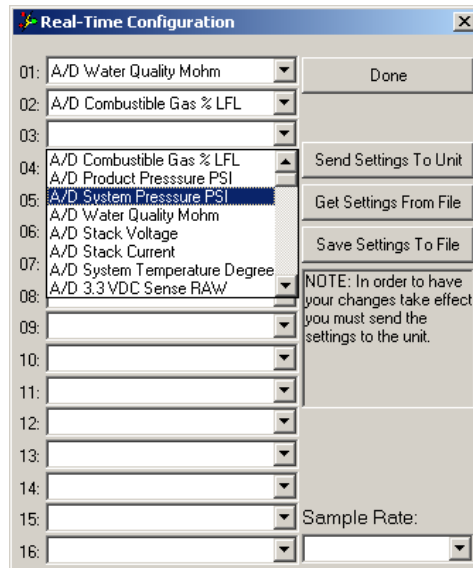 Real-Time Configuration
01: A/D Water Quality Mohm
Done
02: A/D Combustible Gas % LFL
03:
04:
A/D Combustible Gas % LFL
A/D Product Presssure PSI
A/D System Presssure PSI
A/D Water Quality Mohm
A/D Stack Voltage
A/D Stack Current
A/D System Temperature Degree
A/D 3.3 VDC Sense RAW
Send Settings To Unit
05:
Get Settings From File
06:
Save Settings To File
07:
08:
NOTE: In order to have
your changes take effect
you must send the
settings to the unit.
09:
10:
11:
12:
13:
14:
15:
Sample Rate:
16: